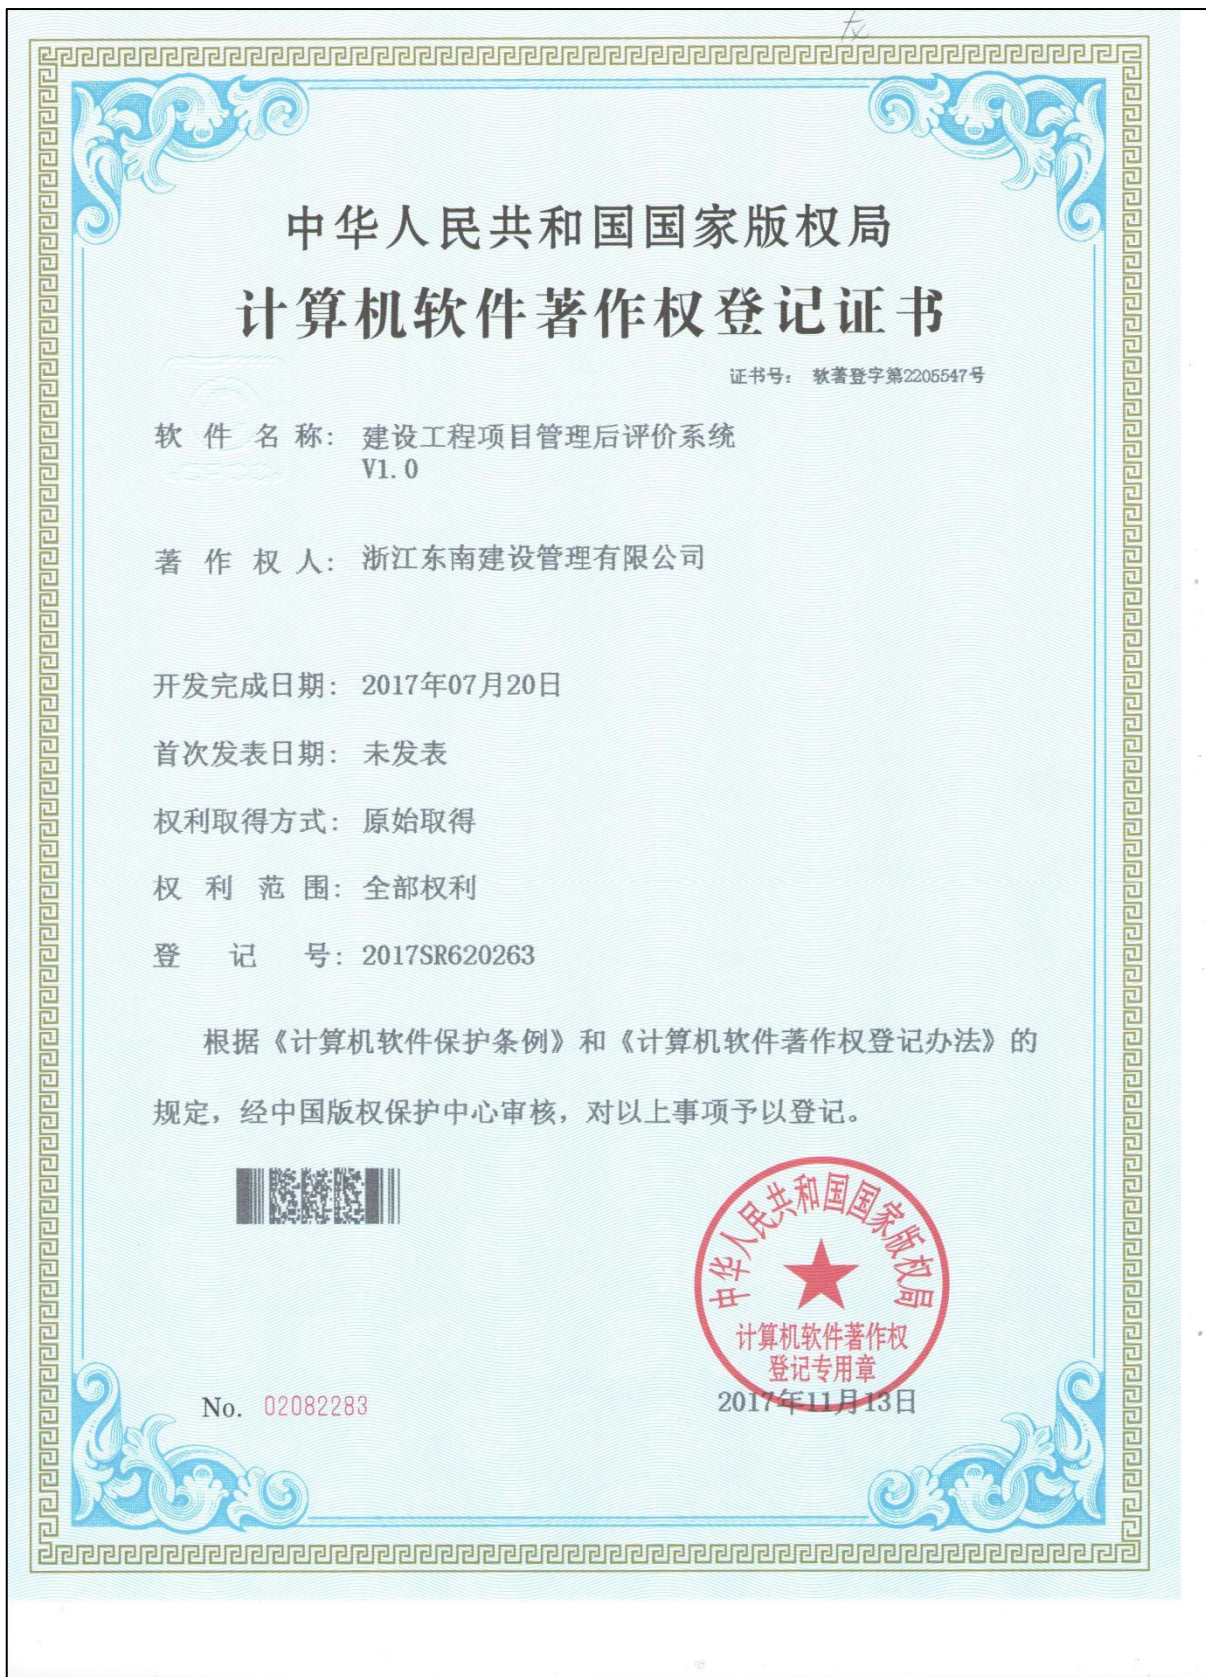 中华人民共和国国家版权局
计算机软件著作权登记证书
证书号： 软著登字第2205547号
软件名称： 建设工程项目管理后评价系统
V1.0
著作权人： 浙江东南建设管理有限公司
开发完成日期： 2017年07月20日
首次发表日期： 未发表
权利取得方式： 原始取得
权利范围： 全部权利
登记号： 2017SR620263
根据《计算机软件保护条例》和《计算机软件著作权登记办法》的
规定，经中国版权保护中心审核，对以上事项予以登记。
中华人民共和国国家版权局
计算机软件著作权
登记专用章
No. 02082283
2017年11月13日